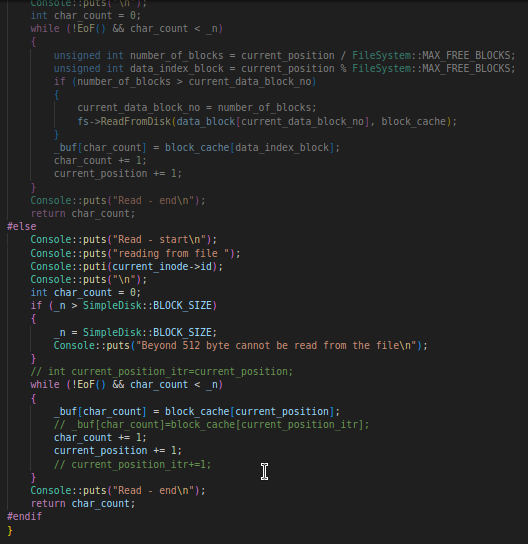 Console::puts("\n");
int char_count = 0;
while (!EoF() && char_count < _n)
{
unsigned int number_of_blocks = current_position / FileSystem::MAX_FREE_BLOCKS;
unsigned int data_index_block = current_position % FileSystem::MAX_FREE_BLOCKS;
if (number_of_blocks > current_data_block_no)
{
current_data_block_no = number_of_blocks;
fs->ReadFromDisk(data_block[current_data_block_no], block_cache);
}
_buf[char_count] = block_cache[data_index_block];
char_count += 1;
current_position += 1;
}
Console::puts("Read - end\n");
return char_count;
#else
Console::puts("Read - start\n");
Console::puts("reading from file ");
Console::puti(current_inode->id);
Console::puts("\n");
int char_count = 0;
if (_n > SimpleDisk::BLOCK_SIZE)
{
_n = SimpleDisk::BLOCK_SIZE;
Console::puts("Beyond 512 byte cannot be read from the file\n");
}
// int current_position_itr=current_position;
while (!EoF() && char_count < _n)
{
_buf[char_count] = block_cache[current_position];
// _buf[char_count]=block_cache[current_position_itr];
char_count += 1;
current_position += 1;
// current_position_itr+=1;
}
Console::puts("Read - end\n");
return char_count;
#endif
}